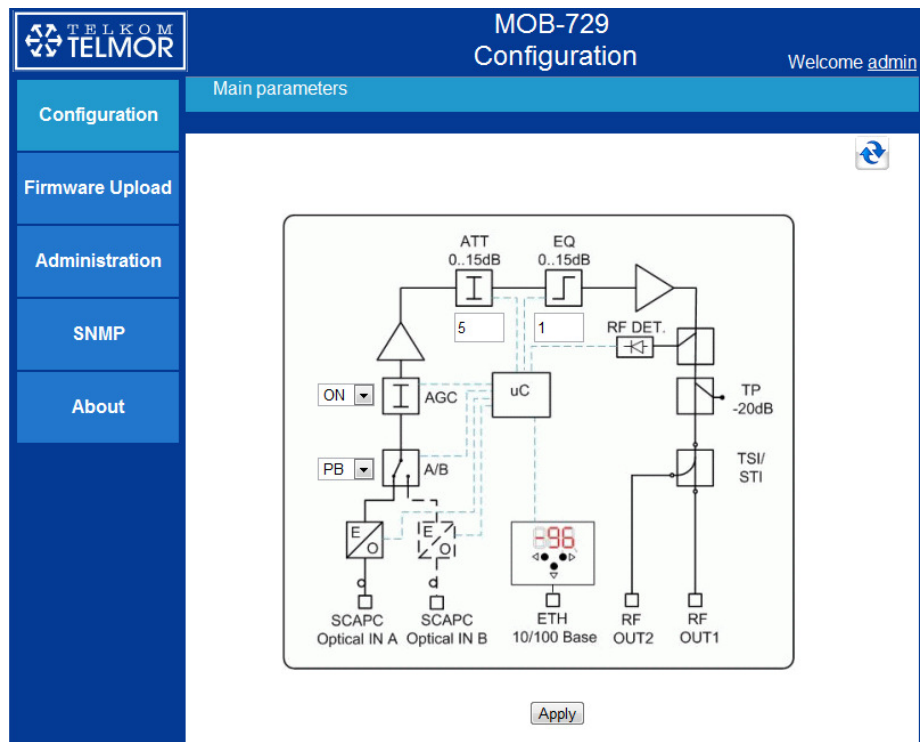 TELKOM
TELMOR
MOB-729
Configuration
Welcome admin
Main parameters
Configuration
Firmware Upload
Administration
SNMP
About
ATT
0..15dB
EQ
0..15dB
5
1
RF DET.
ON
AGC
uC
TP
-20dB
PB
A/B
TSI/
STI
E
O
E
O
-96
SCAPC
Optical IN A
SCAPC
Optical IN B
ETH
10/100 Base
RF
OUT2
RF
OUT1
Apply